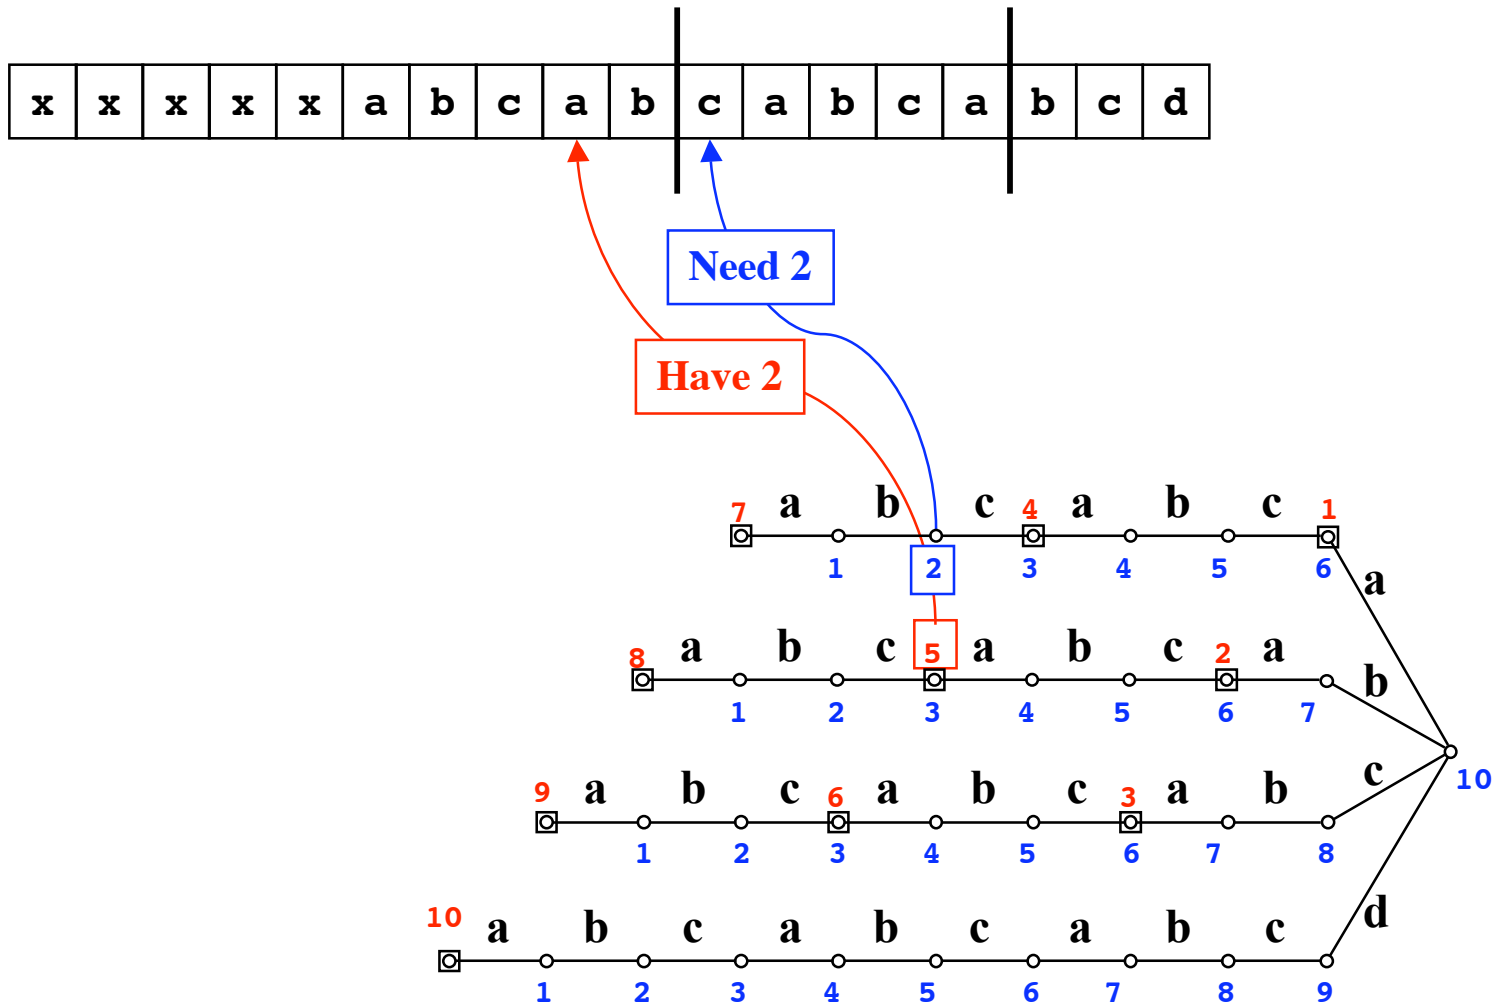 x x x x x a b c a b c a b c a b c d
Need 2
Have 2
a b c a b c
7 4 1
1 2 3 4 5 6
a
a b c a b c a
8 5 2
1 2 3 4 5 6 7
b
10
c
a b c a b c a b
9 6 3
1 2 3 4 5 6 7 8
d
a b c a b c a b c
10
1 2 3 4 5 6 7 8 9